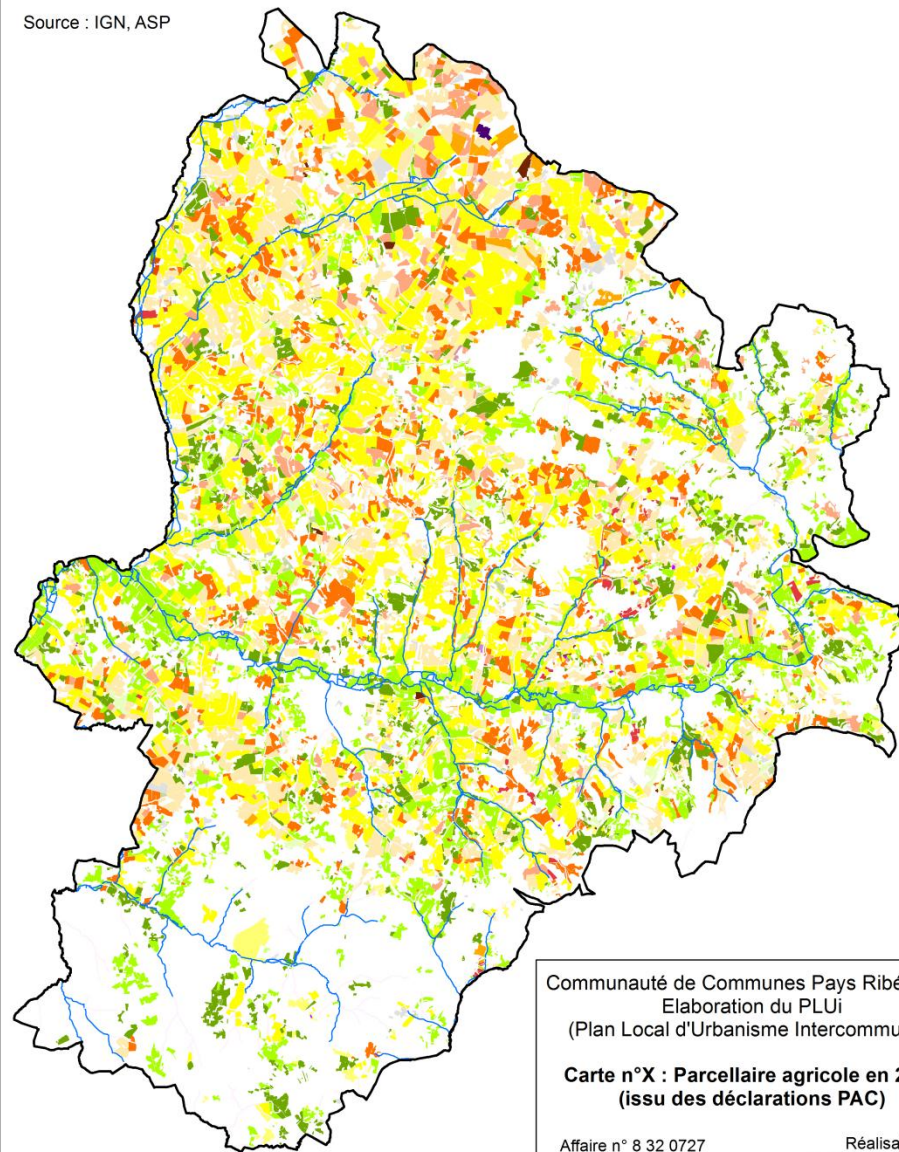 Source : IGN, ASP
Communauté de Communes Pays Ribé
Elaboration du PLUi
(Plan Local d'Urbanisme Intercommu
Carte n°X : Parcellaire agricole en 2
(issu des déclarations PAC)
Affaire n° 8 32 0727 Réalisa